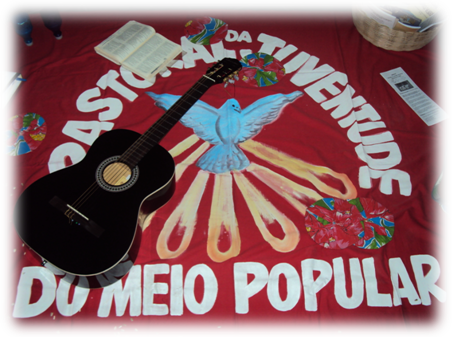 PASTORAL DA JUVENTUDE
DO MEIO POPULAR